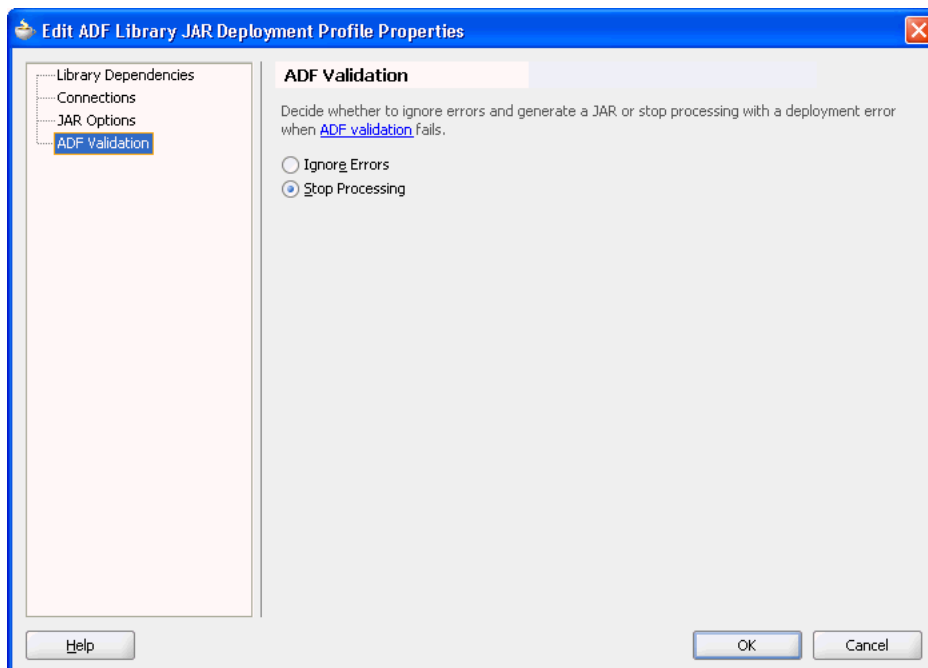 Edit ADF Library JAR Deployment Profile Properties
Library Dependencies
Connections
JAR Options
ADF Validation
ADF Validation
Decide whether to ignore errors and generate a JAR or stop processing with a deployment error
when ADF validation fails.
Ignore Errors
Stop Processing
Help
OK
Cancel